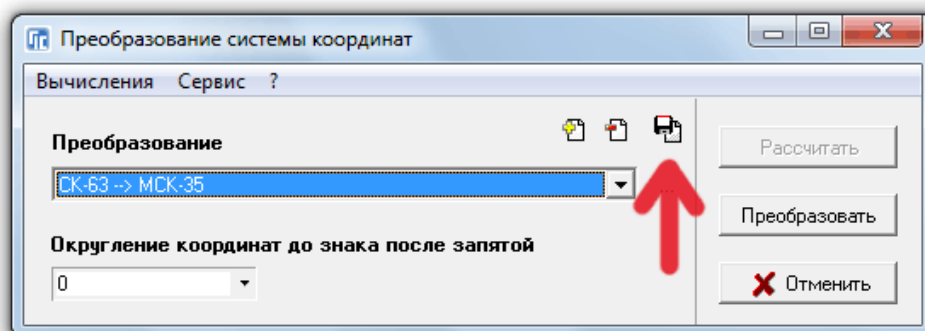 Преобразование системы координат
Вычисления Сервис ?
Преобразование
Рассчитать
СК-63 --> МСК-35
Преобразовать
Округление координат до знака после запятой
0
Отменить